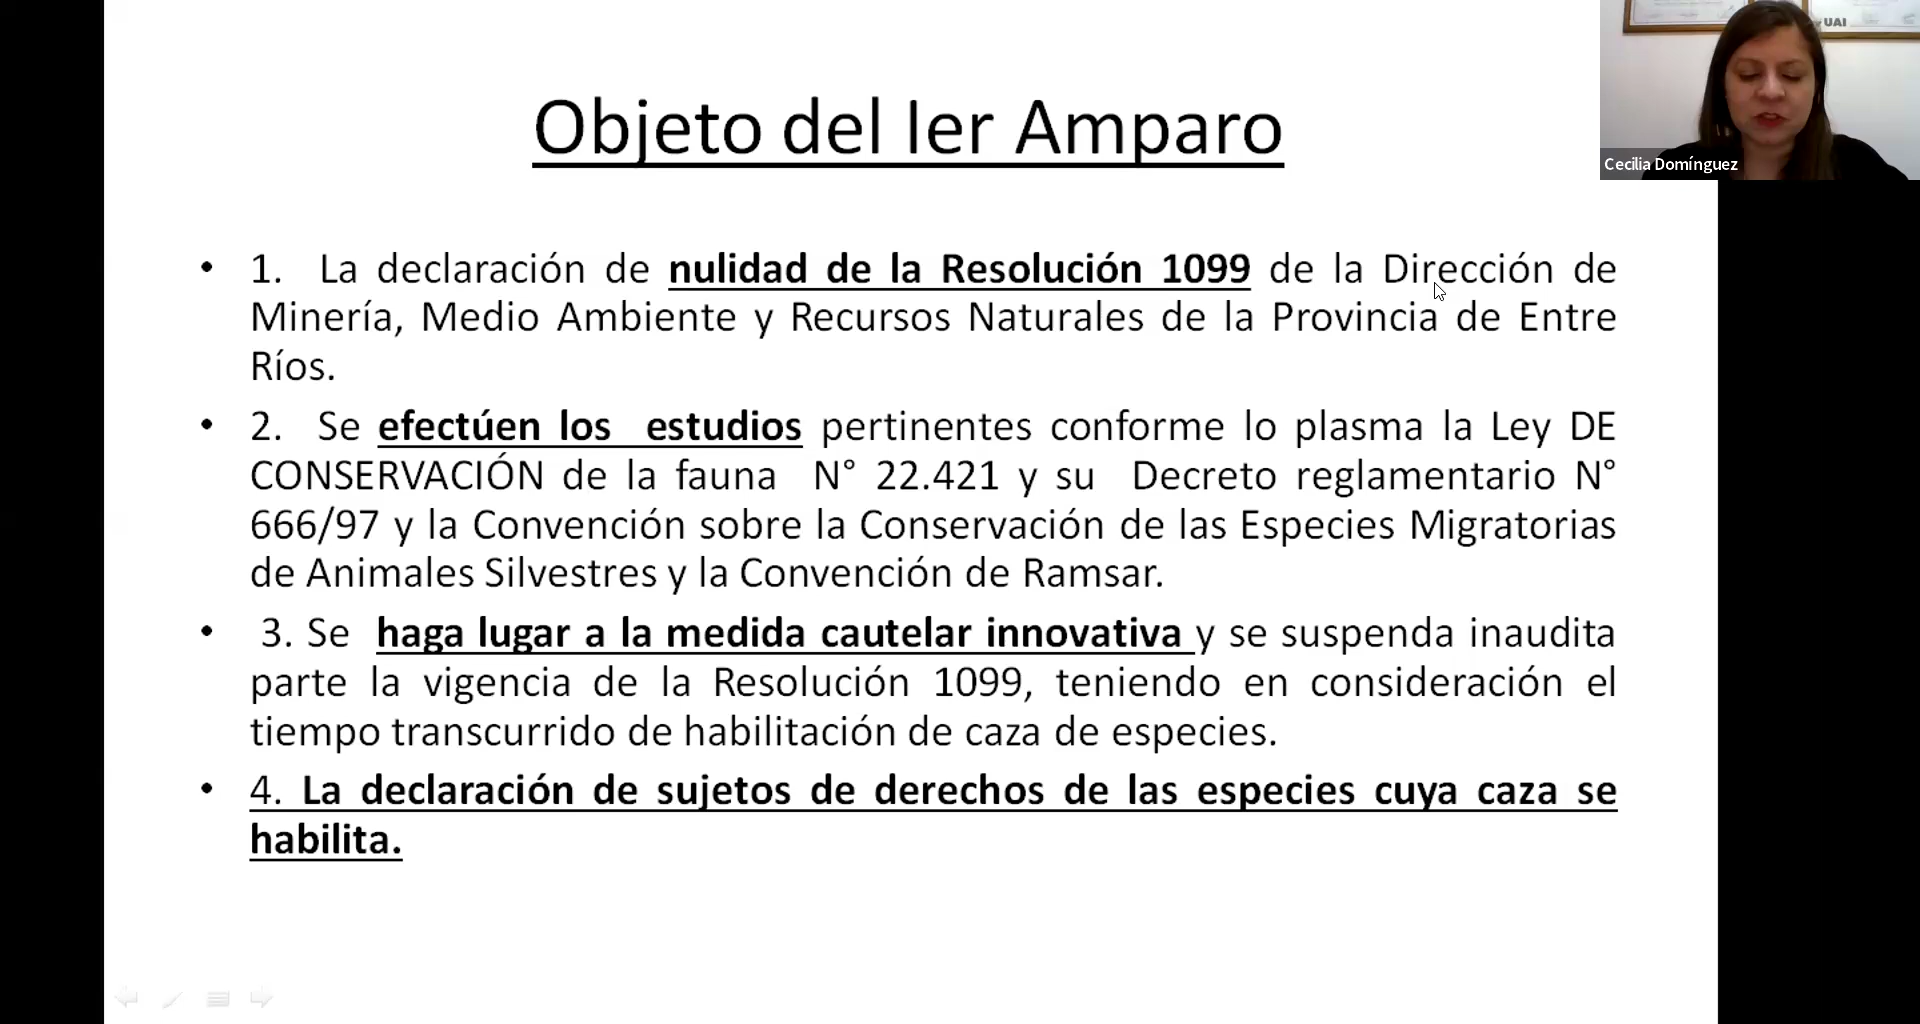 Objeto del Ier Amparo
UAI
Cecilia Domínguez
• 1. La declaración de nulidad de la Resolución 1099 de la Dirección de
Minería, Medio Ambiente y Recursos Naturales de la Provincia de Entre
Ríos.
• 2. Se efectúen los estudios pertinentes conforme lo plasma la Ley DE
CONSERVACIÓN de la fauna N° 22.421 y su Decreto reglamentario N°
666/97 y la Convención sobre la Conservación de las Especies Migratorias
de Animales Silvestres y la Convención de Ramsar.
• 3. Se haga lugar a la medida cautelar innovativa y se suspenda inaudita
parte la vigencia de la Resolución 1099, teniendo en consideración el
tiempo transcurrido de habilitación de caza de especies.
• 4. La declaración de sujetos de derechos de las especies cuya caza se
habilita.